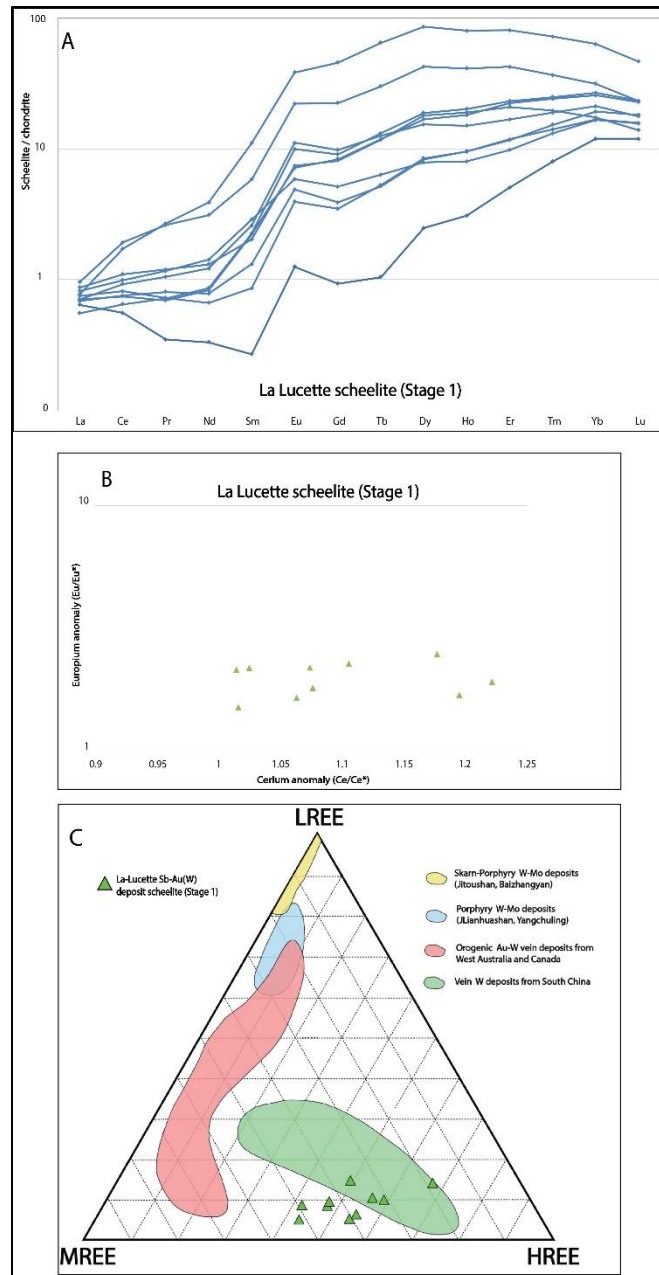 A
100
10
1
0
Scheelite / chondrite
La Lucette scheelite (Stage 1)
La Ce Pr Nd Sm Eu Gd Tb Dy Ho Er Tm Yb Lu
B
La Lucette scheelite (Stage 1)
10
Europium anomaly (Eu/Eu*)
1
0.9 0.95 1 1.05 1.1 1.15 1.2 1.25
Cerium anomaly (Ce/Ce*)
C
LREE
La-Lucette Sb-Au(W)
deposit scheelite (Stage 1)
Skarn-Porphyry W-Mo deposits
(Jitoushan, Baizhangyan)
Porphyry W-Mo deposits
(JLianhuashan, Yangchuling)
Orogenic Au-W vein deposits from
West Australia and Canada
Vein W deposits from South China
MREE
HREE